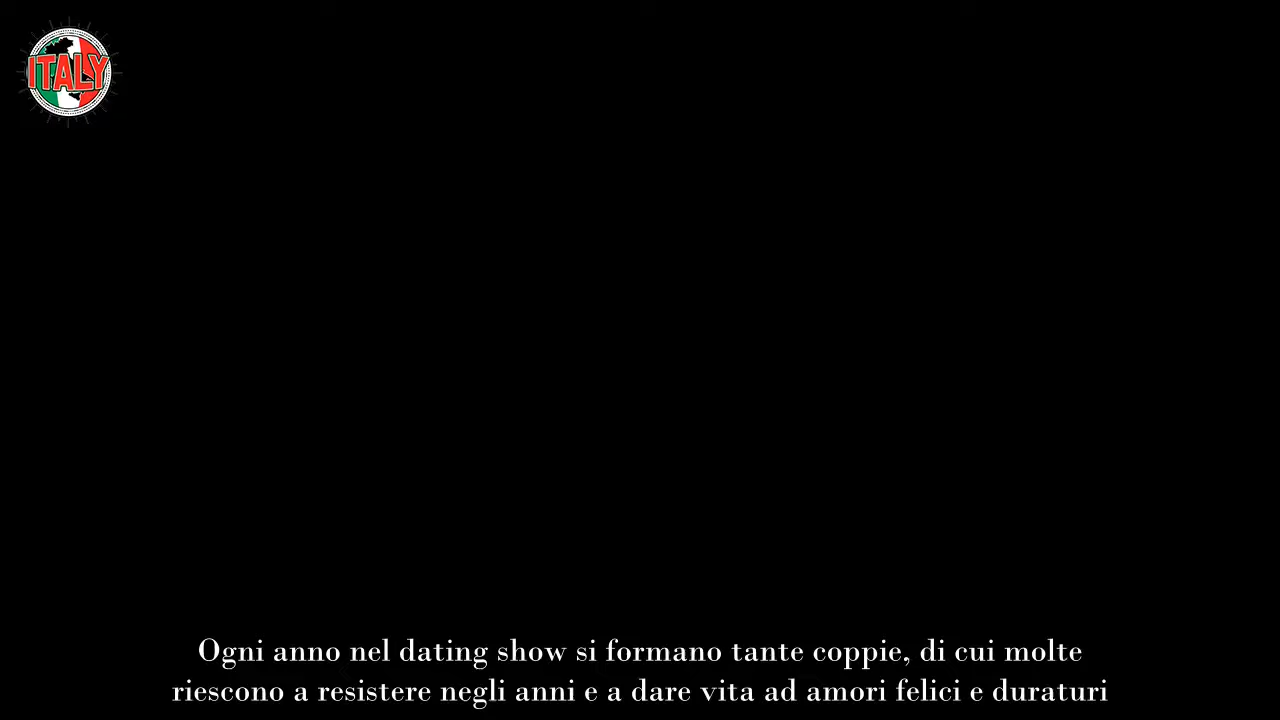 ITALY
Ogni anno nel dating show si formano tante coppie, di cui molte
riescono a resistere negli anni e a dare vita ad amori felici e duraturi